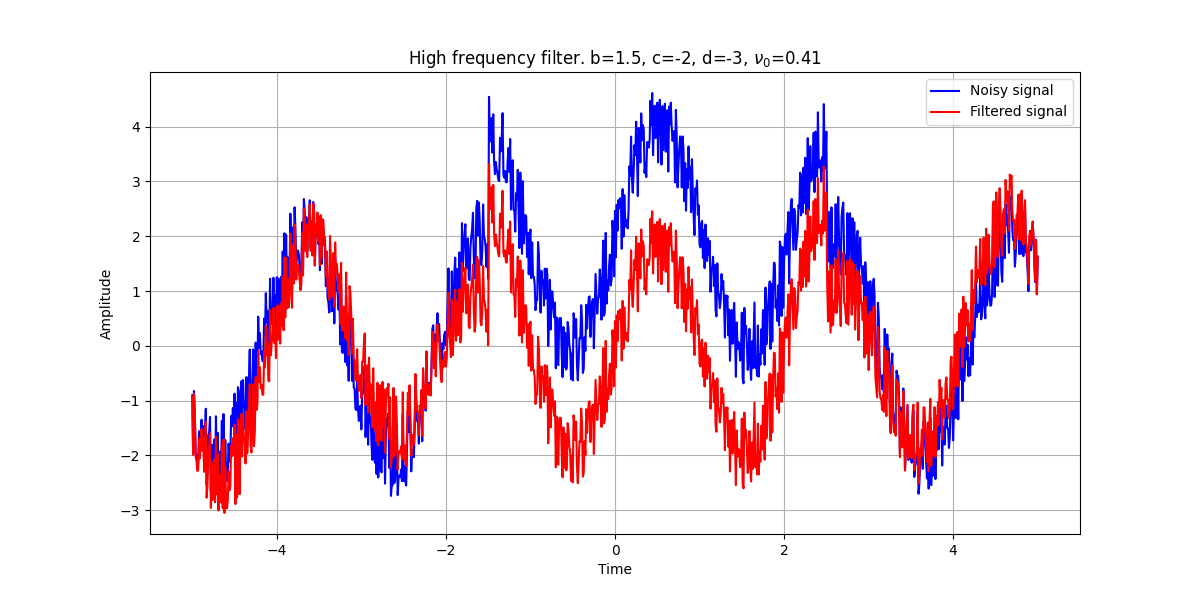 High frequency filter. b=1.5, c=-2, d=-3, ν₀=0.41
Noisy signal
Filtered signal
Amplitude
4
3
2
1
0
−1
−2
−3
−4
−2
0
2
4
Time